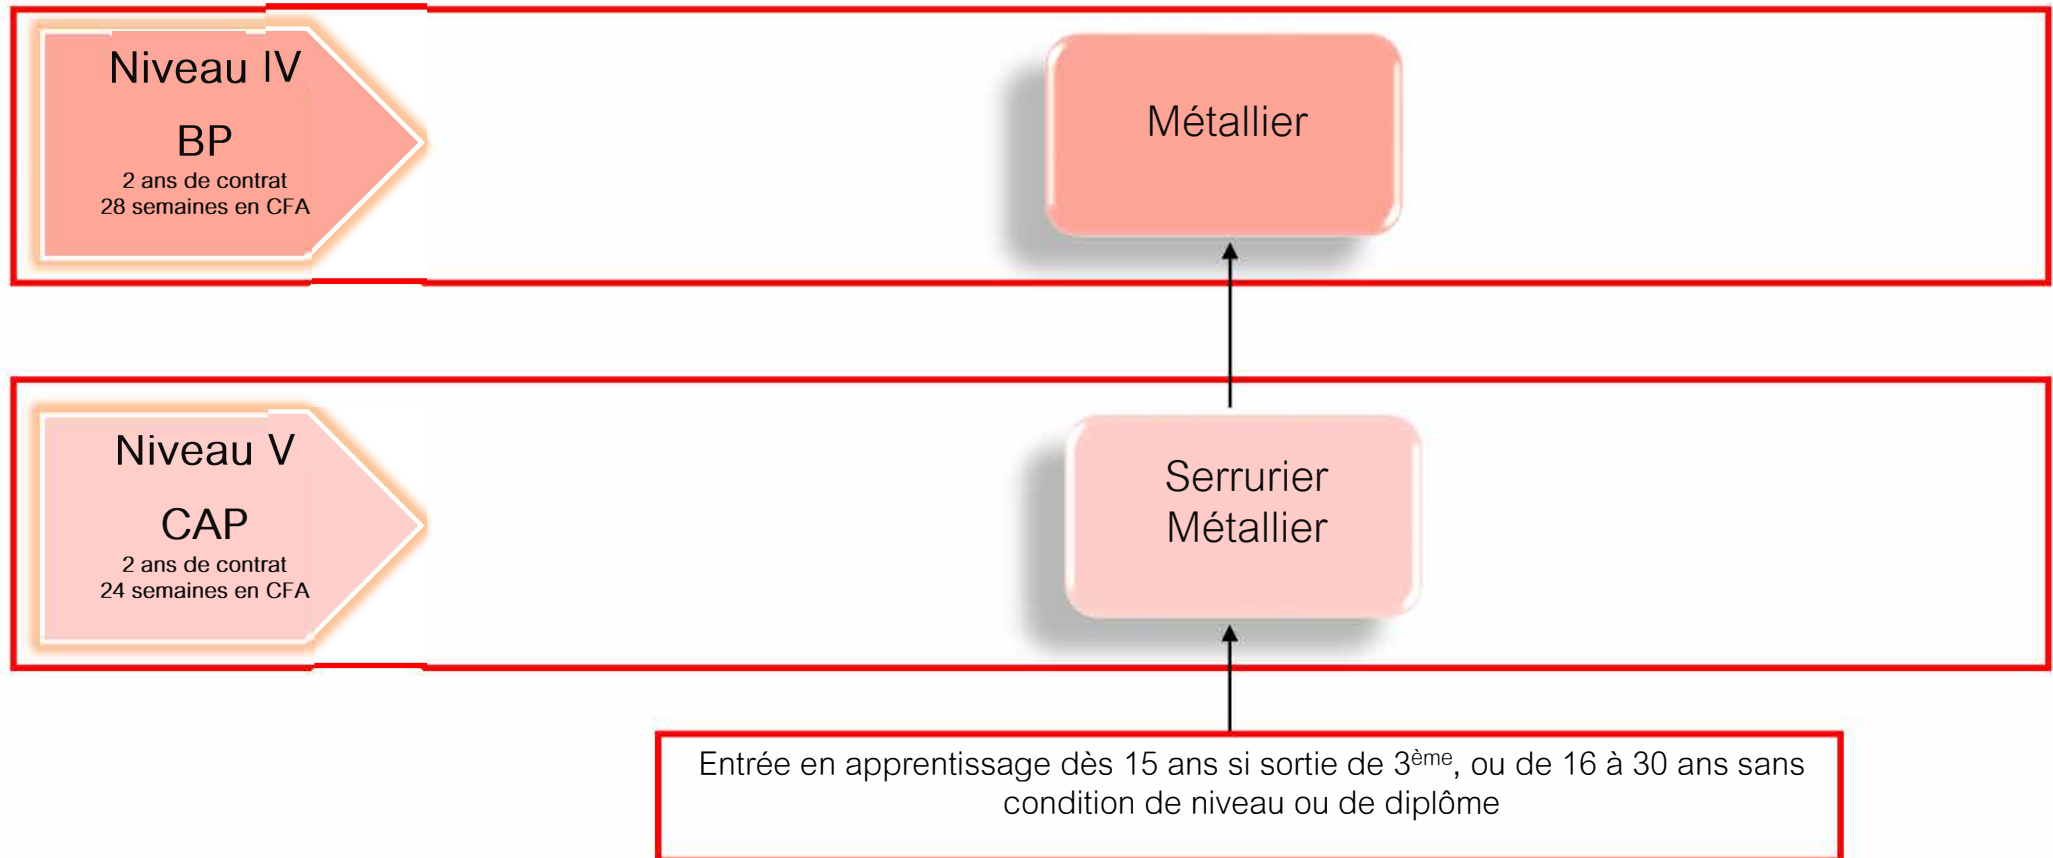 Niveau IV
BP
2 ans de contrat
28 semaines en CFA
Métallier
Niveau V
CAP
2 ans de contrat
24 semaines en CFA
Serrurier
Métallier
Entrée en apprentissage dès 15 ans si sortie de 3ème, ou de 16 à 30 ans sans
condition de niveau ou de diplôme